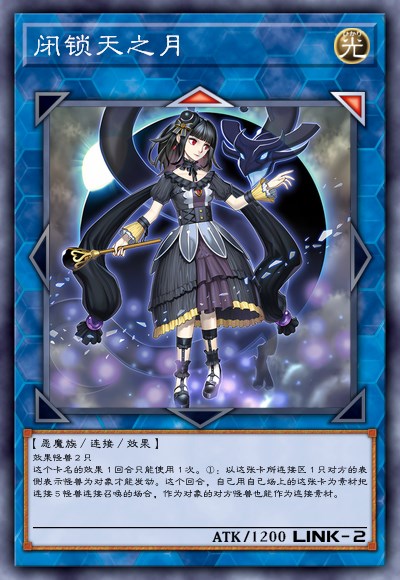 闭锁天之月
ひかり
光
【恶魔族／连接／效果】
效果怪兽2只
这个卡名的效果1回合只能使用1次。①：以这张卡所连接区1只对方的表
侧表示怪兽为对象才能发动。这个回合，自己用自己场上的这张卡为素材把
连接5怪兽连接召唤的场合，作为对象的对方怪兽也能作为连接素材。
ATK/1200 LINK-2